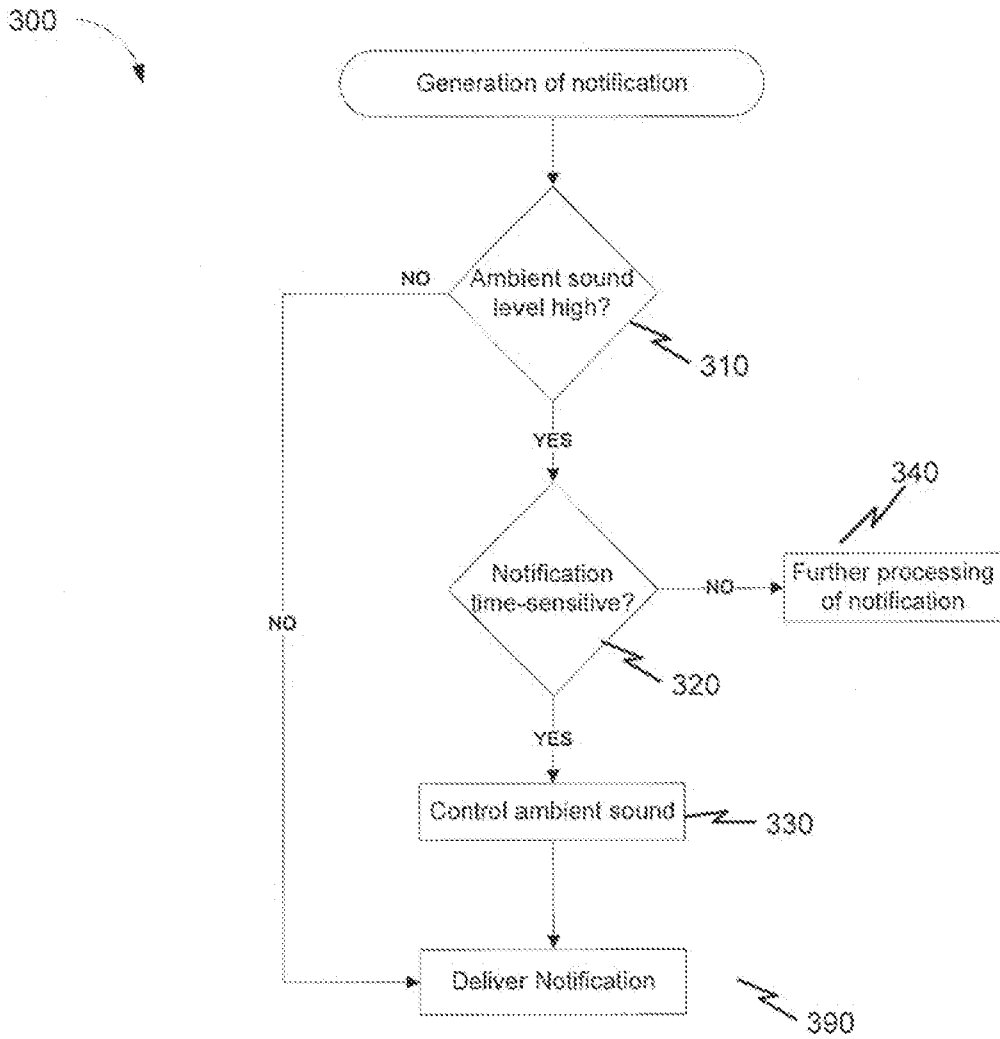 300
Generation of notification
NO
Ambient sound
level high?
310
YES
340
Notification
time-sensitive?
NO
Further processing
of notification
NO
320
YES
Control ambient sound
330
Deliver Notification
390